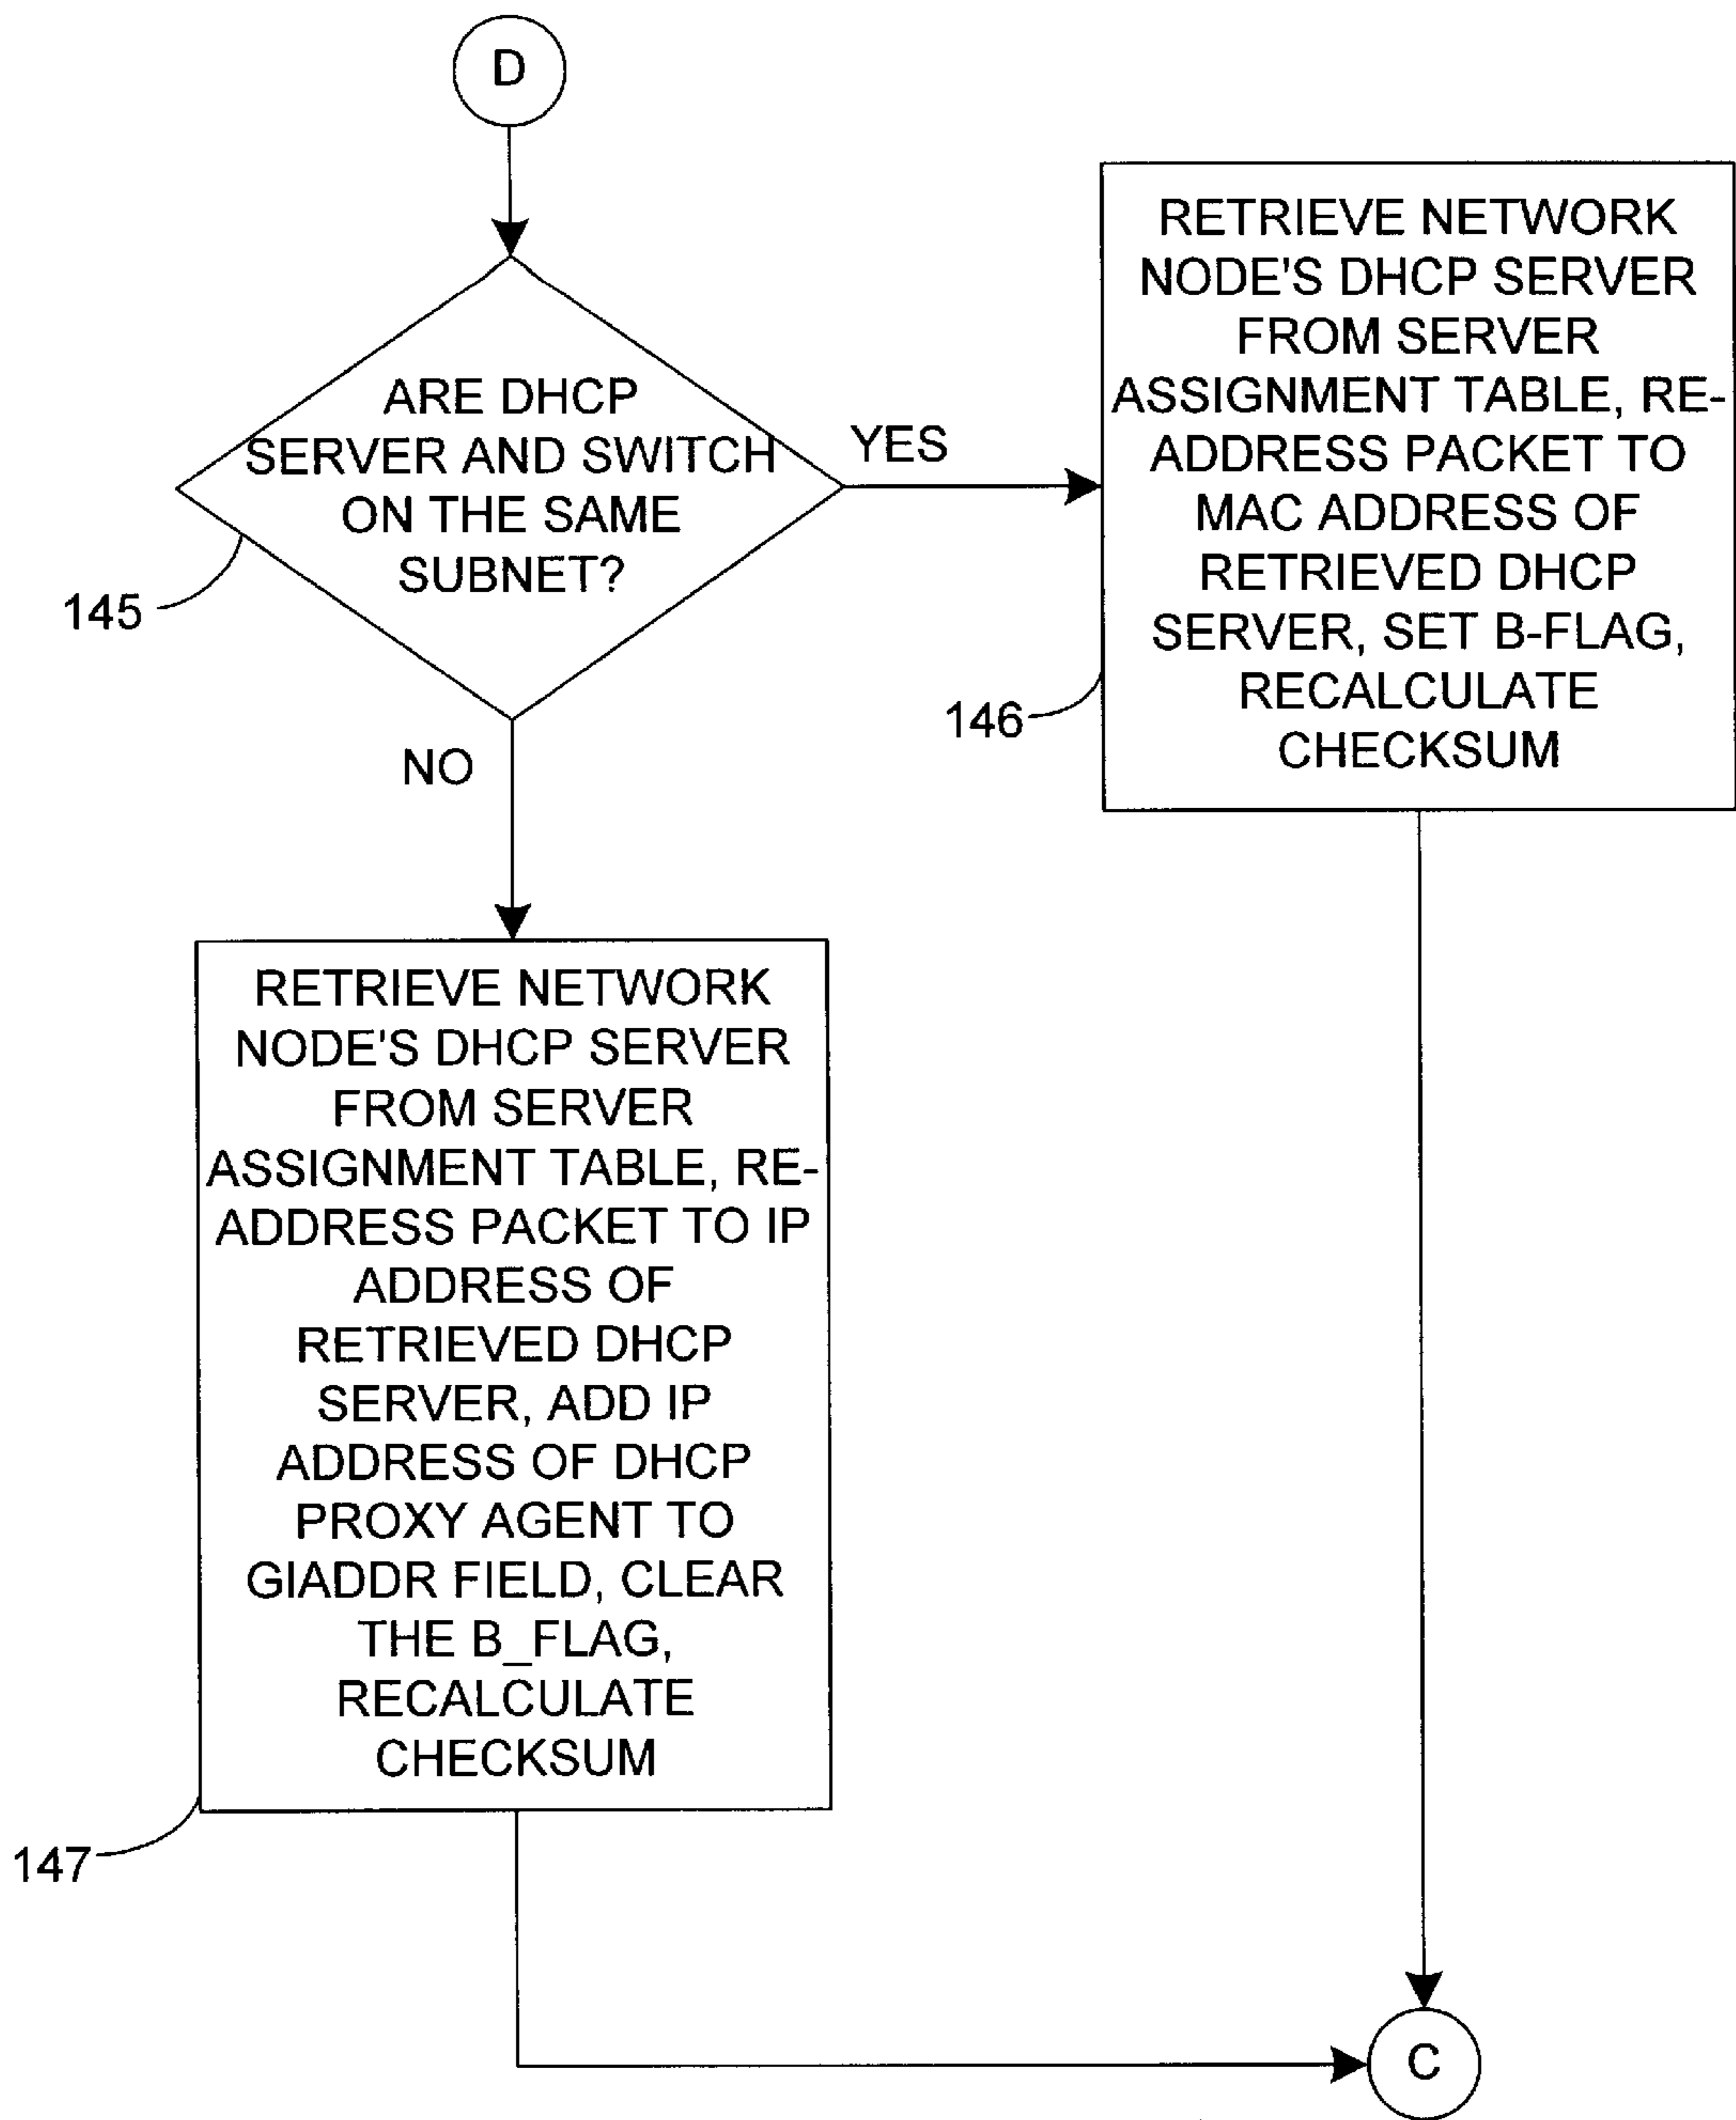 D
ARE DHCP
SERVER AND SWITCH
ON THE SAME
SUBNET?
145
YES
NO
RETRIEVE NETWORK
NODE'S DHCP SERVER
FROM SERVER
ASSIGNMENT TABLE, RE-
ADDRESS PACKET TO
MAC ADDRESS OF
RETRIEVED DHCP
SERVER, SET B-FLAG,
RECALCULATE
CHECKSUM
146
RETRIEVE NETWORK
NODE'S DHCP SERVER
FROM SERVER
ASSIGNMENT TABLE, RE-
ADDRESS PACKET TO IP
ADDRESS OF
RETRIEVED DHCP
SERVER, ADD IP
ADDRESS OF DHCP
PROXY AGENT TO
GIADDR FIELD, CLEAR
THE B_FLAG,
RECALCULATE
CHECKSUM
147
C